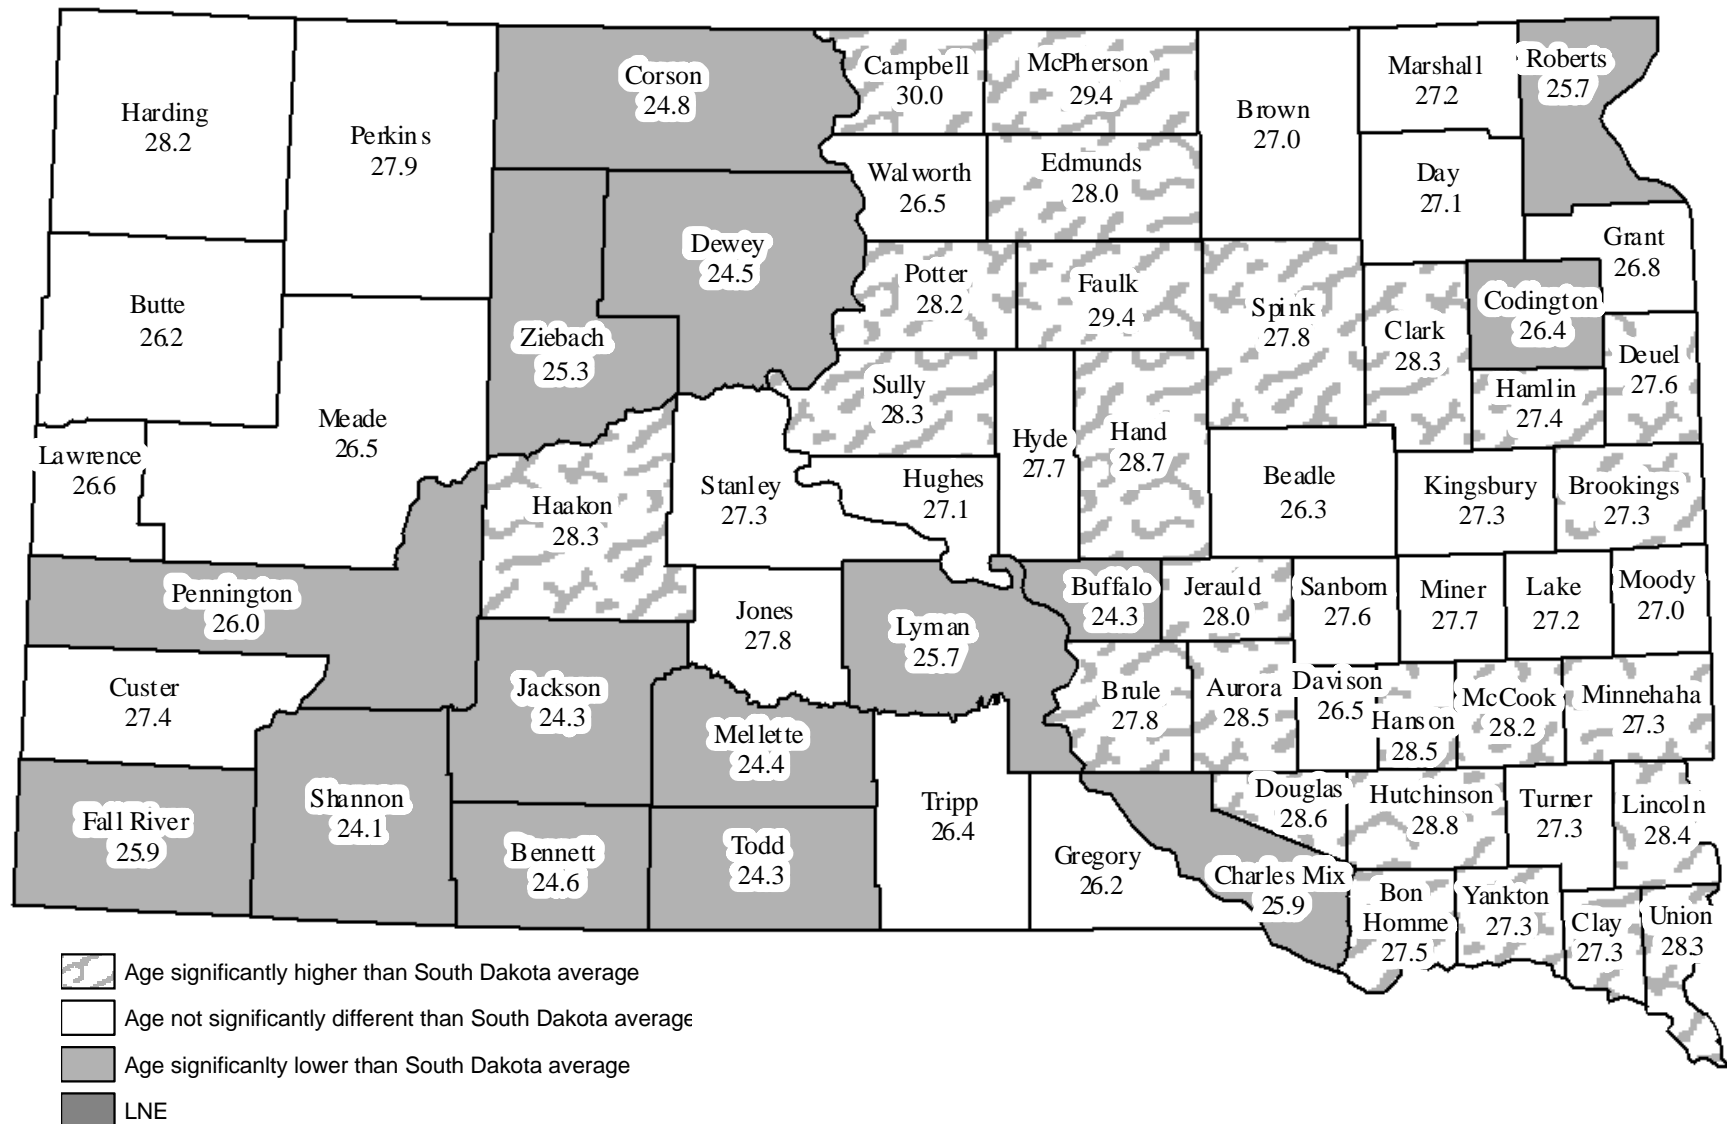 Harding
28.2
Perkins
27.9
Corson
24.8
Campbell
30.0
McPherson
29.4
Brown
27.0
Marshall
27.2
Roberts
25.7
Walworth
26.5
Edmunds
28.0
Day
27.1
Grant
26.8
Dewey
24.5
Butte
26.2
Ziebach
25.3
Potter
28.2
Faulk
29.4
Spink
27.8
Clark
28.3
Codington
26.4
Deuel
27.6
Hamlin
27.4
Meade
26.5
Sully
28.3
Hyde
27.7
Hand
28.7
Lawrence
26.6
Haakon
28.3
Stanley
27.3
Hughes
27.1
Beadle
26.3
Kingsbury
27.3
Brookings
27.3
Pennington
26.0
Jones
27.8
Lyman
25.7
Buffalo
24.3
Jerauld
28.0
Sanborn
27.6
Miner
27.7
Lake
27.2
Moody
27.0
Custer
27.4
Jackson
24.3
Mellette
24.4
Brule
27.8
Aurora
28.5
Davison
26.5
Hanson
28.5
McCook
28.2
Minnehaha
27.3
Fall River
25.9
Shannon
24.1
Bennett
24.6
Todd
24.3
Tripp
26.4
Gregory
26.2
Charles Mix
25.9
Douglas
28.6
Hutchinson
28.8
Turner
27.3
Lincoln
28.4
Bon
Homme
27.5
Yankton
27.3
Clay
27.3
Union
28.3
Age significantly higher than South Dakota average
Age not significantly different than South Dakota average
Age significanlty lower than South Dakota average
LNE